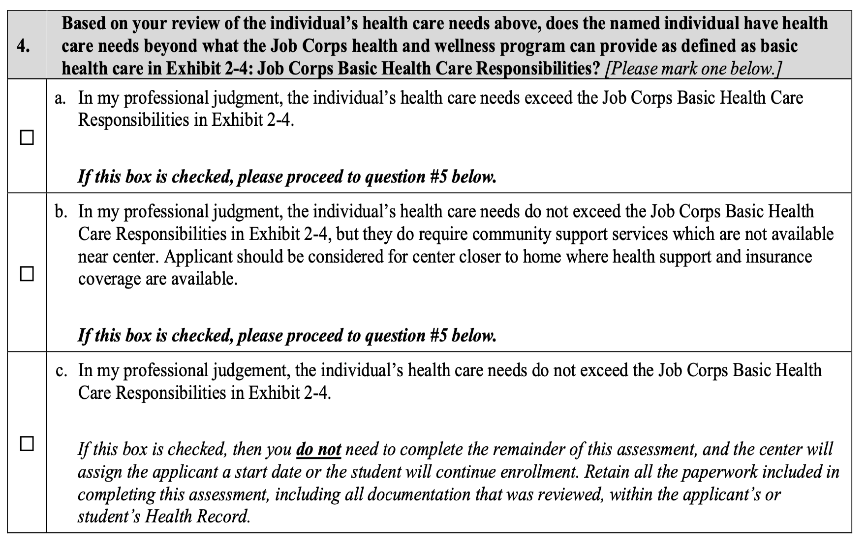 Based on your review of the individual’s health care needs above, does the named individual have health
4. care needs beyond what the Job Corps health and wellness program can provide as defined as basic
health care in Exhibit 2-4: Job Corps Basic Health Care Responsibilities? [Please mark one below.]
☐ a. In my professional judgment, the individual’s health care needs exceed the Job Corps Basic Health Care
Responsibilities in Exhibit 2-4.
If this box is checked, please proceed to question #5 below.
☐ b. In my professional judgment, the individual’s health care needs do not exceed the Job Corps Basic Health
Care Responsibilities in Exhibit 2-4, but they do require community support services which are not available
near center. Applicant should be considered for center closer to home where health support and insurance
coverage are available.
If this box is checked, please proceed to question #5 below.
☐ c. In my professional judgement, the individual’s health care needs do not exceed the Job Corps Basic Health
Care Responsibilities in Exhibit 2-4.
If this box is checked, then you do not need to complete the remainder of this assessment, and the center will
assign the applicant a start date or the student will continue enrollment. Retain all the paperwork included in
completing this assessment, including all documentation that was reviewed, within the applicant’s or
student’s Health Record.